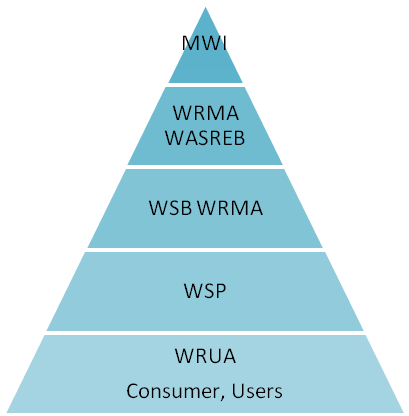 MWI
WRMA
WASREB
WSB WRMA
WSP
WRUA
Consumer, Users